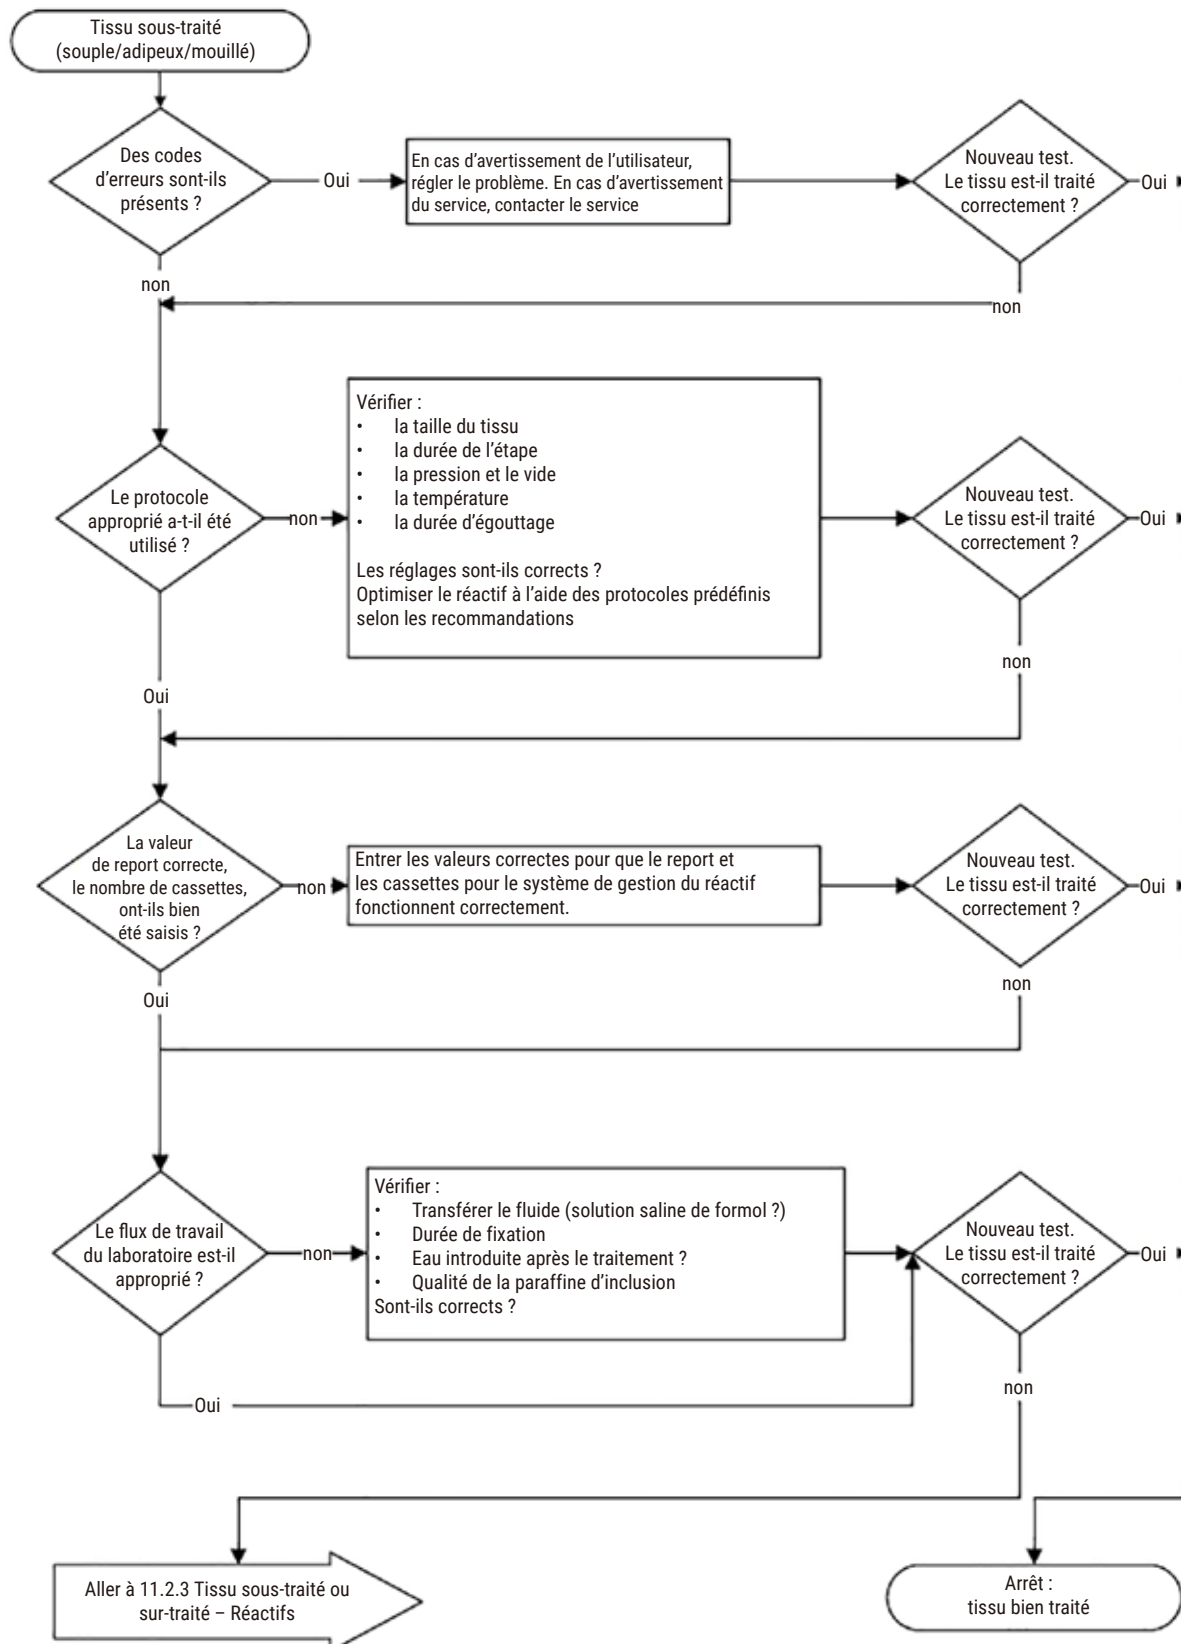 Tissu sous-traité
(souple/adipeux/mouillé)
Des codes
d'erreurs sont-ils
présents ?
Oui
En cas d'avertissement de l'utilisateur,
régler le problème. En cas d'avertissement
du service, contacter le service
Nouveau test.
Le tissu est-il traité
correctement ?
Oui
non
non
Le protocole
approprié a-t-il été
utilisé ?
non
Vérifier :
• la taille du tissu
• la durée de l'étape
• la pression et le vide
• la température
• la durée d'égouttage
Les réglages sont-ils corrects ?
Optimiser le réactif à l'aide des protocoles prédéfinis
selon les recommandations
Nouveau test.
Le tissu est-il traité
correctement ?
Oui
non
Oui
La valeur
de report correcte,
le nombre de cassettes,
ont-ils bien
été saisis ?
non
Entrer les valeurs correctes pour que le report et
les cassettes pour le système de gestion du réactif
fonctionnent correctement.
Nouveau test.
Le tissu est-il traité
correctement ?
Oui
non
Oui
Le flux de travail
du laboratoire est-il
approprié ?
non
Vérifier :
• Transférer le fluide (solution saline de formol ?)
• Durée de fixation
• Eau introduite après le traitement ?
• Qualité de la paraffine d'inclusion
Sont-ils corrects ?
Nouveau test.
Le tissu est-il traité
correctement ?
Oui
non
Oui
Aller à 11.2.3 Tissu sous-traité ou
sur-traité – Réactifs
Arrêt :
tissu bien traité